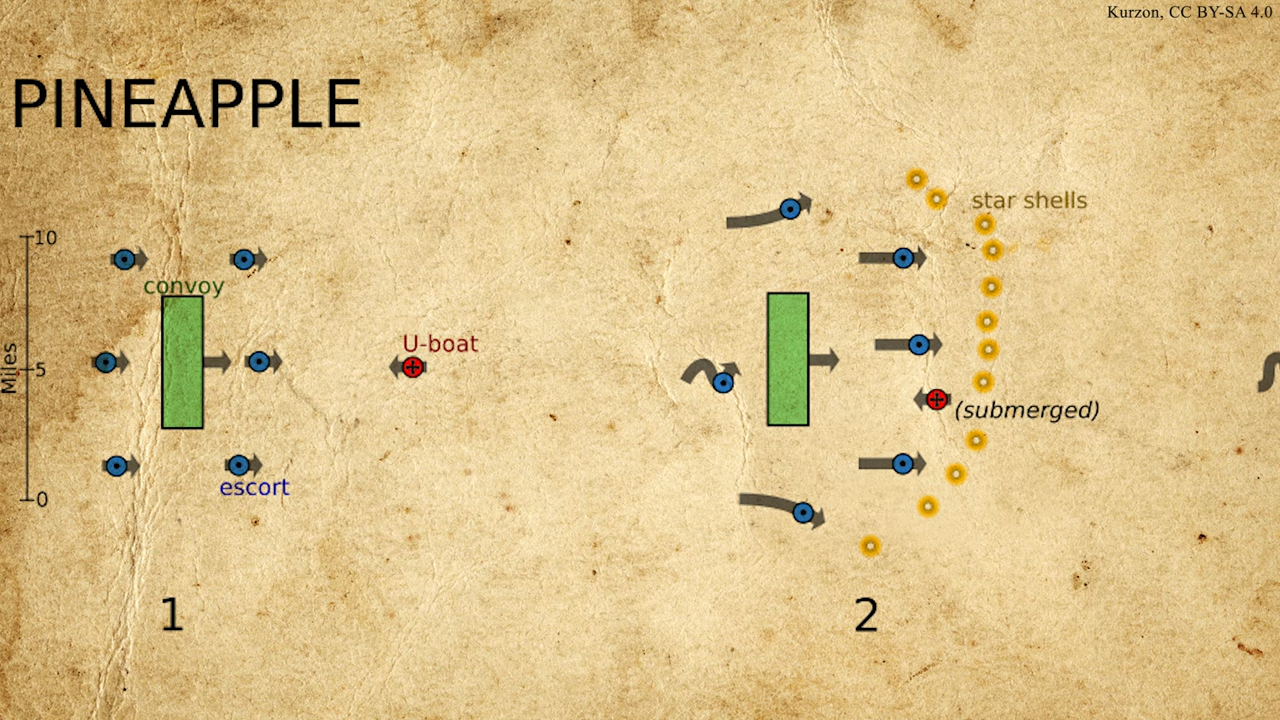 Kurzon, CC BY-SA 4.0
PINEAPPLE
10
5
0
Miles
convoy
U-boat
escort
1
star shells
(submerged)
2